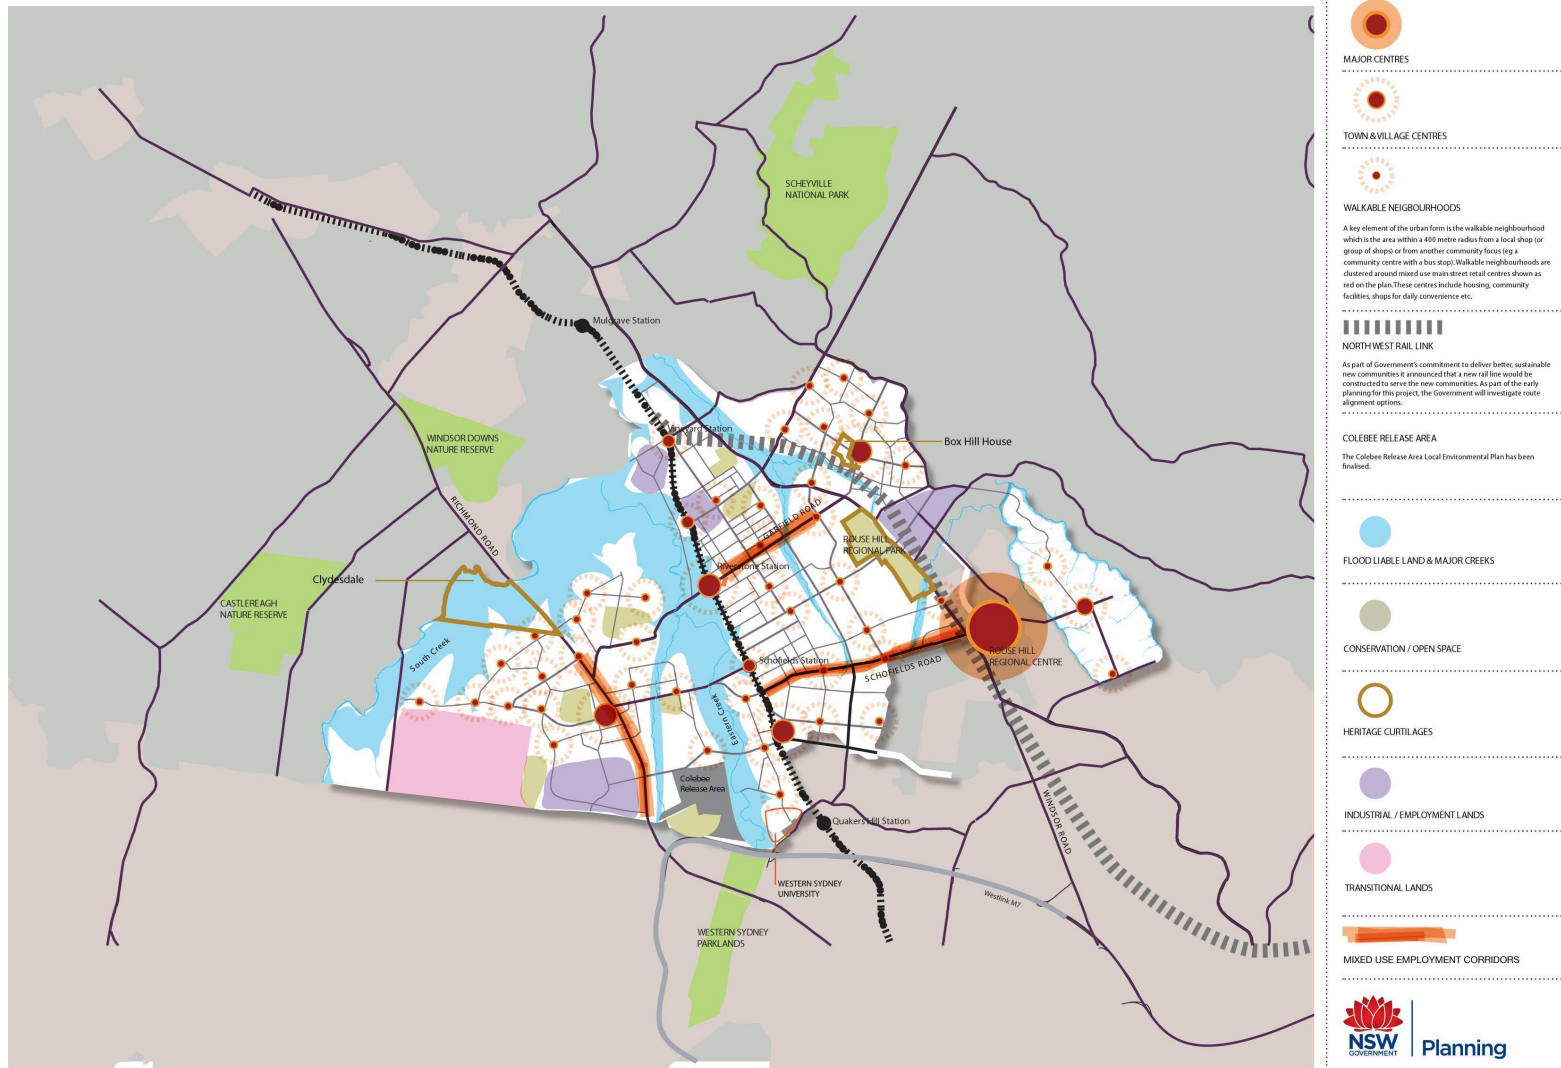 SCHEYVILLE
NATIONAL PARK
Mulgrave Station
Vineyard Station
Box Hill House
WINDSOR DOWNS
NATURE RESERVE
RICHMOND ROAD
GARFIELD ROAD
ROUSE HILL
REGIONAL PARK
Riverstone Station
Clydesdale
CASTLEREAGH
NATURE RESERVE
South Creek
Schofields Station
SCHOFIELDS ROAD
ROUSE HILL
REGIONAL CENTRE
Eastern Creek
Colebee
Release Area
Quakers Hill Station
WINDSOR ROAD
WESTERN SYDNEY
UNIVERSITY
Westlink M7
WESTERN SYDNEY
PARKLANDS
MAJOR CENTRES
TOWN & VILLAGE CENTRES
WALKABLE NEIGBOURHOODS
A key element of the urban form is the walkable neighbourhood
which is the area within a 400 metre radius from a local shop (or
group of shops) or from another community focus (eg a
community centre with a bus stop). Walkable neighbourhoods are
clustered around mixed use main street retail centres shown as
red on the plan. These centres include housing, community
facilities, shops for daily convenience etc.
NORTH WEST RAIL LINK
As part of Government's commitment to deliver better, sustainable
new communities it announced that a new rail line would be
constructed to serve the new communities. As part of the early
planning for this project, the Government will investigate route
alignment options.
COLEBEE RELEASE AREA
The Colebee Release Area Local Environmental Plan has been
finalised.
FLOOD LIABLE LAND & MAJOR CREEKS
CONSERVATION / OPEN SPACE
HERITAGE CURTILAGES
INDUSTRIAL / EMPLOYMENT LANDS
TRANSITIONAL LANDS
MIXED USE EMPLOYMENT CORRIDORS
NSW
GOVERNMENT
Planning